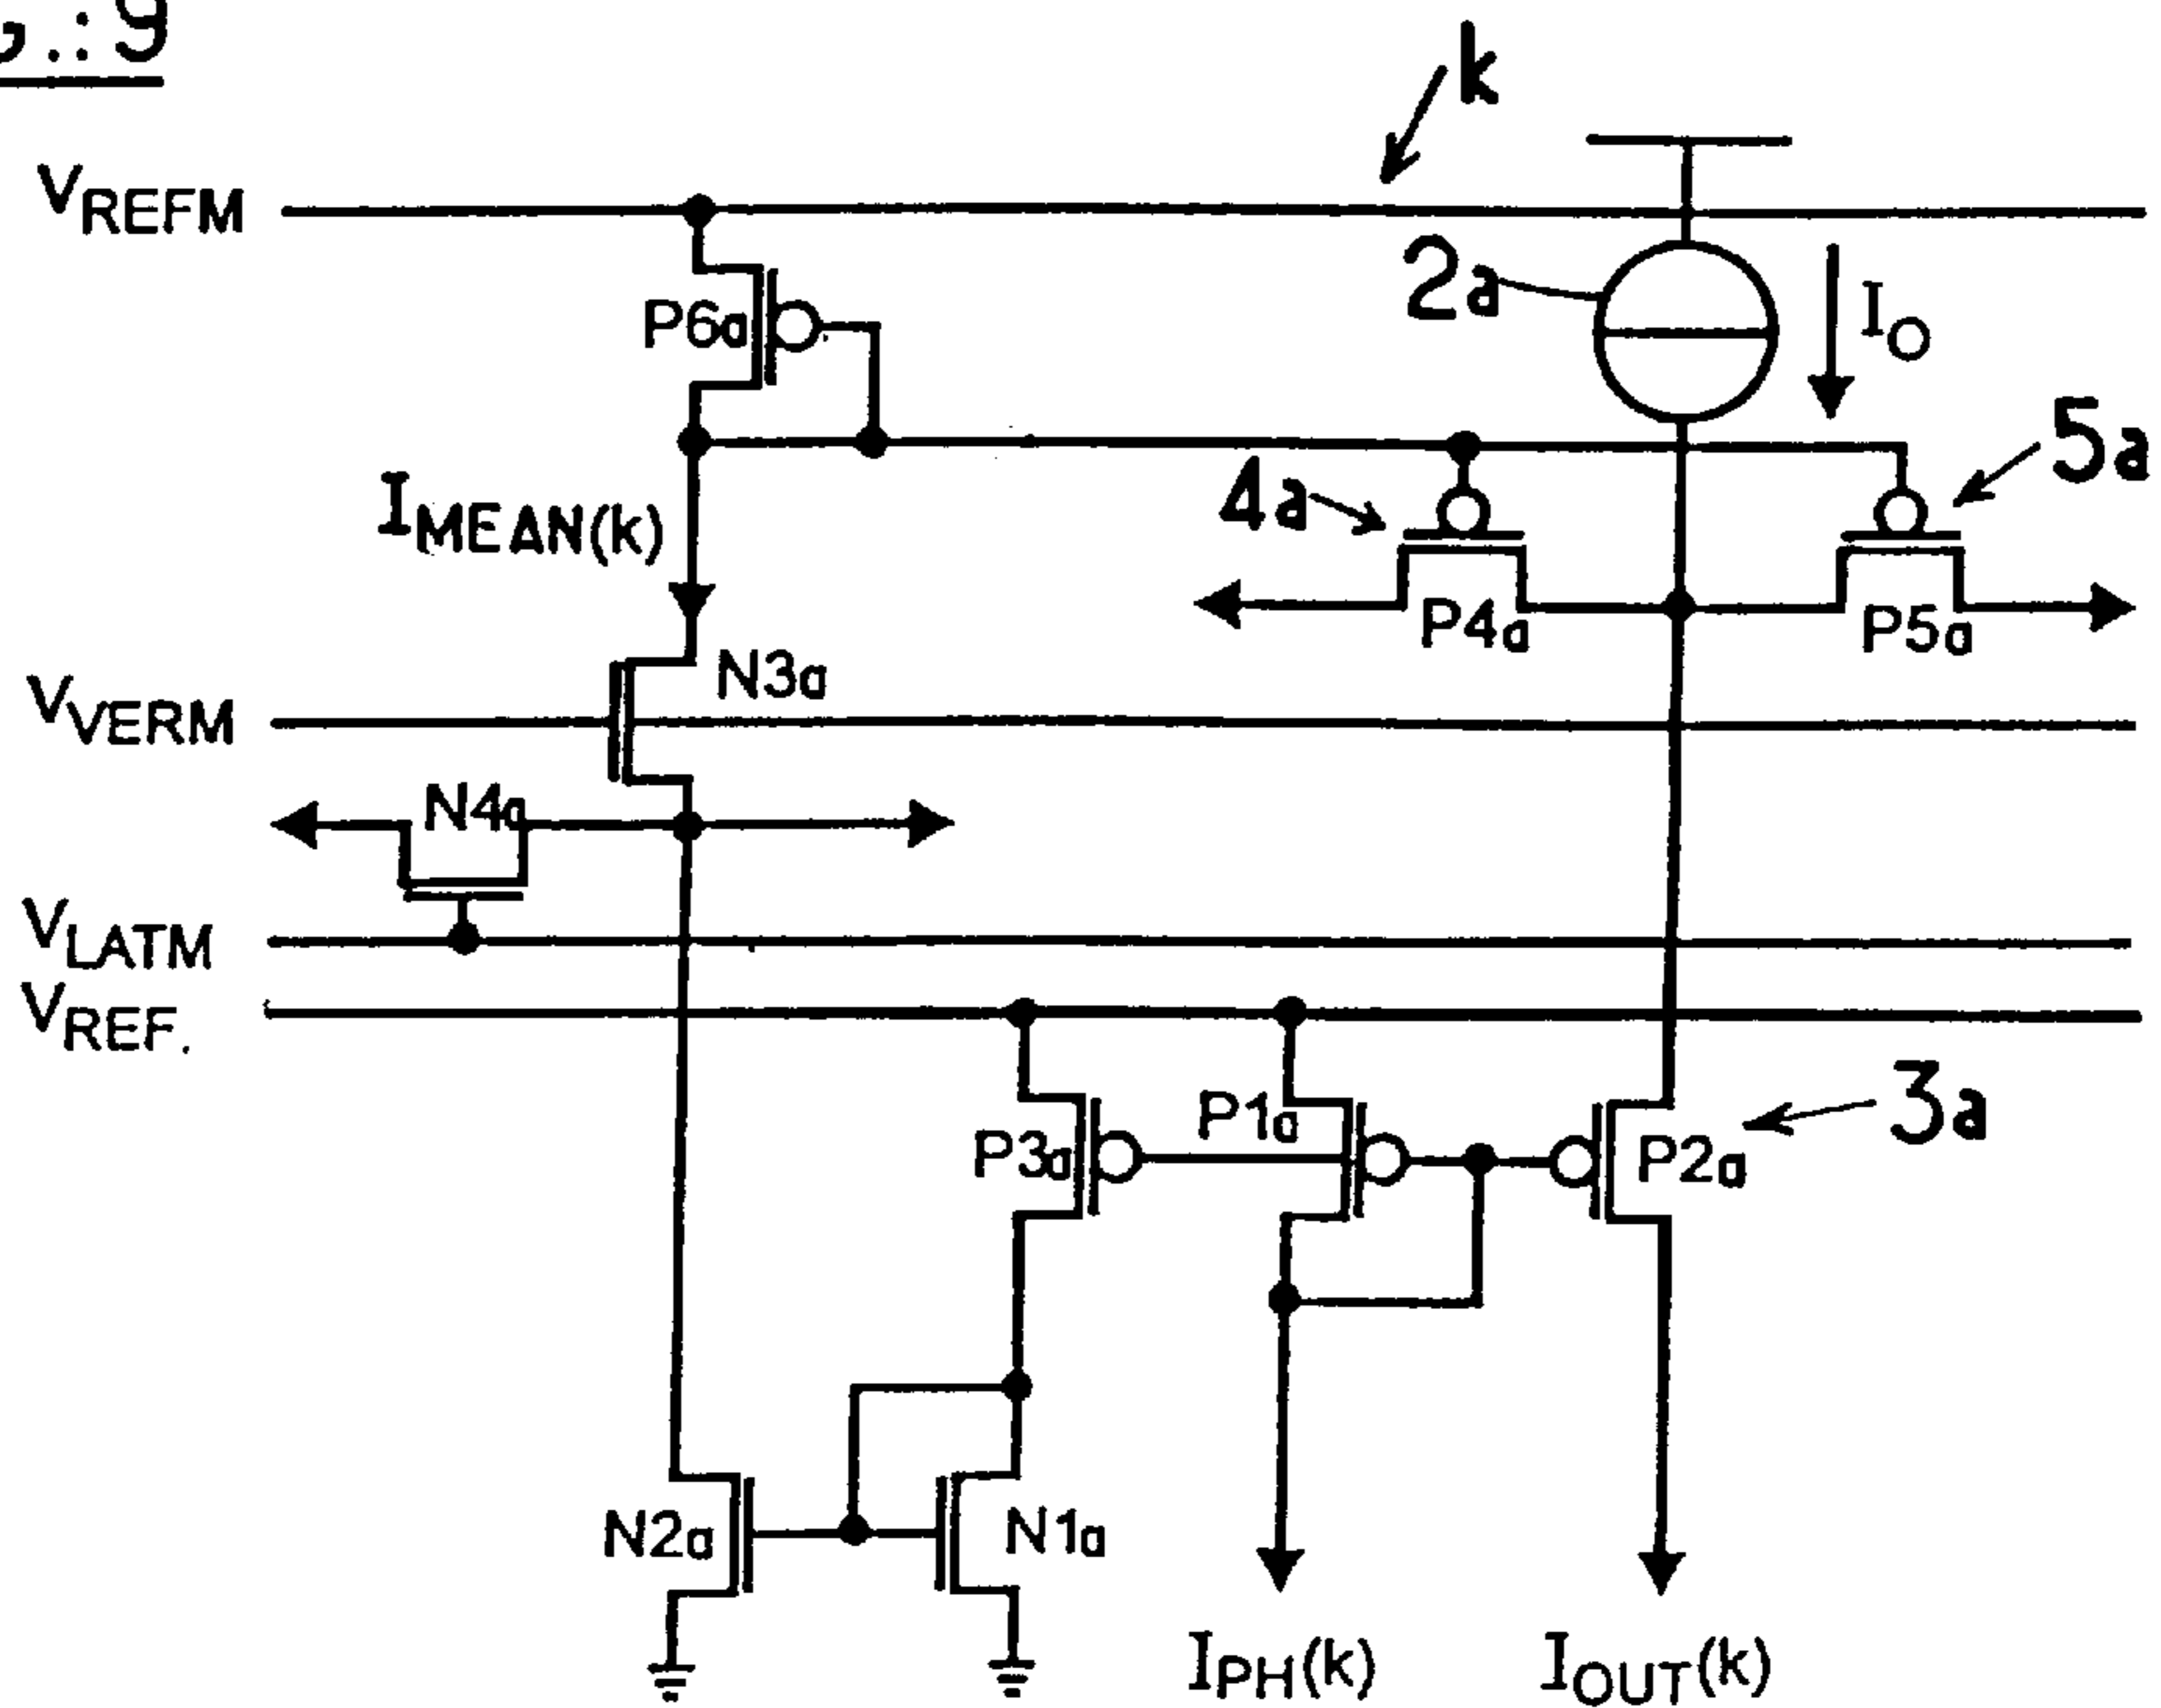 G.:9
k
VREFM
2a
IO
P6a
5a
4a
IMEAN(k)
P4a
P5a
N3a
VVERM
N4a
VLATM
VREF.
3a
P1a
P3a
P2a
N2a
N1a
IPH(k)
IOUT(k)